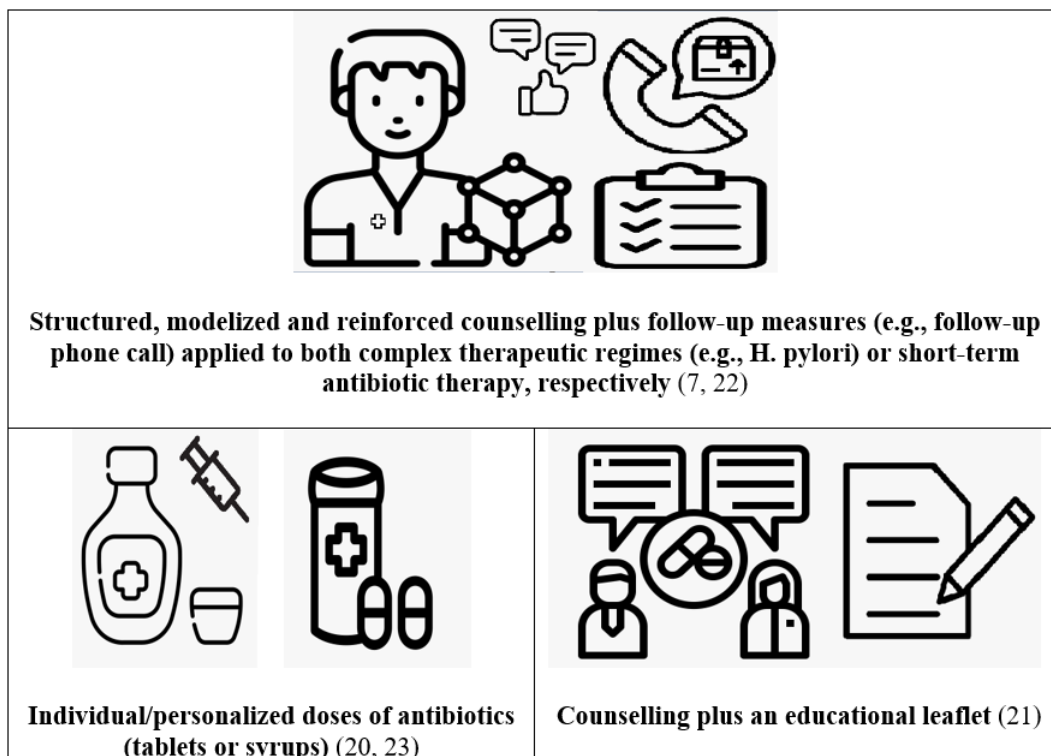 Structured, modelized and reinforced counselling plus follow-up measures (e.g., follow-up
phone call) applied to both complex therapeutic regimes (e.g., H. pylori) or short-term
antibiotic therapy, respectively (7, 22)
Individual/personalized doses of antibiotics
(tablets or syrups) (20, 23)
Counselling plus an educational leaflet (21)